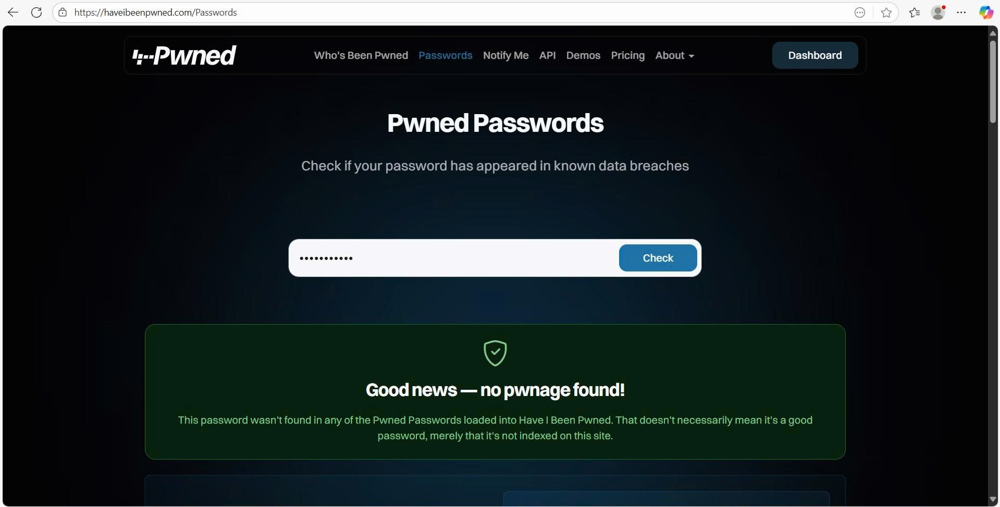 https://haveibeenpwned.com/Passwords
';--Pwned
Who's Been Pwned Passwords Notify Me API Demos Pricing About
Dashboard
Pwned Passwords
Check if your password has appeared in known data breaches
•••••••••••
Check
Good news — no pwnage found!
This password wasn't found in any of the Pwned Passwords loaded into Have I Been Pwned. That doesn't necessarily mean it's a good
password, merely that it's not indexed on this site.